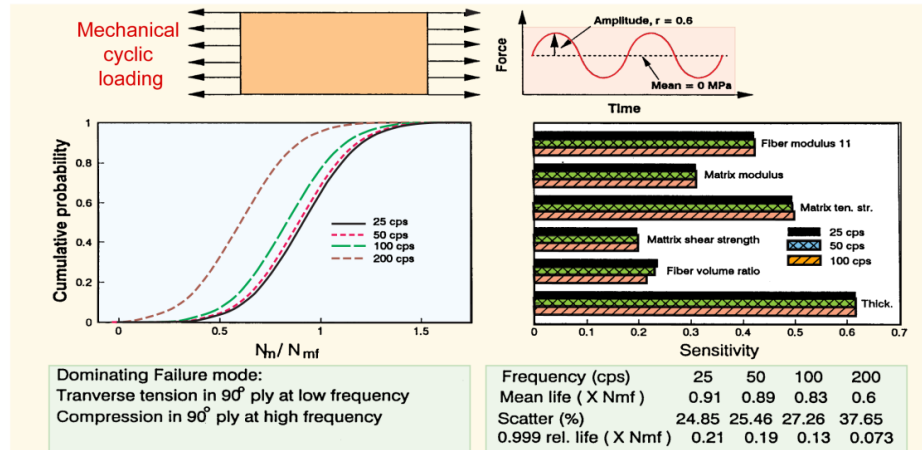 Mechanical
cyclic
loading
Force
Amplitude, r = 0.6
Mean = 0 MPa
Time
Cumulative probability
1
0.8
0.6
0.4
0.2
0
0
0.5
1
1.5
25 cps
50 cps
100 cps
200 cps
Nm/ Nmf
Fiber modulus 11
Matrix modulus
Matrix ten. str.
Mattrix shear strength
Fiber volume ratio
Thick.
25 cps
50 cps
100 cps
0 0.1 0.2 0.3 0.4 0.5 0.6 0.7
Sensitivity
Dominating Failure mode:
Tranverse tension in 90° ply at low frequency
Compression in 90° ply at high frequency
Frequency (cps) 25 50 100 200
Mean life ( X Nmf ) 0.91 0.89 0.83 0.6
Scatter (%) 24.85 25.46 27.26 37.65
0.999 rel. life ( X Nmf ) 0.21 0.19 0.13 0.073